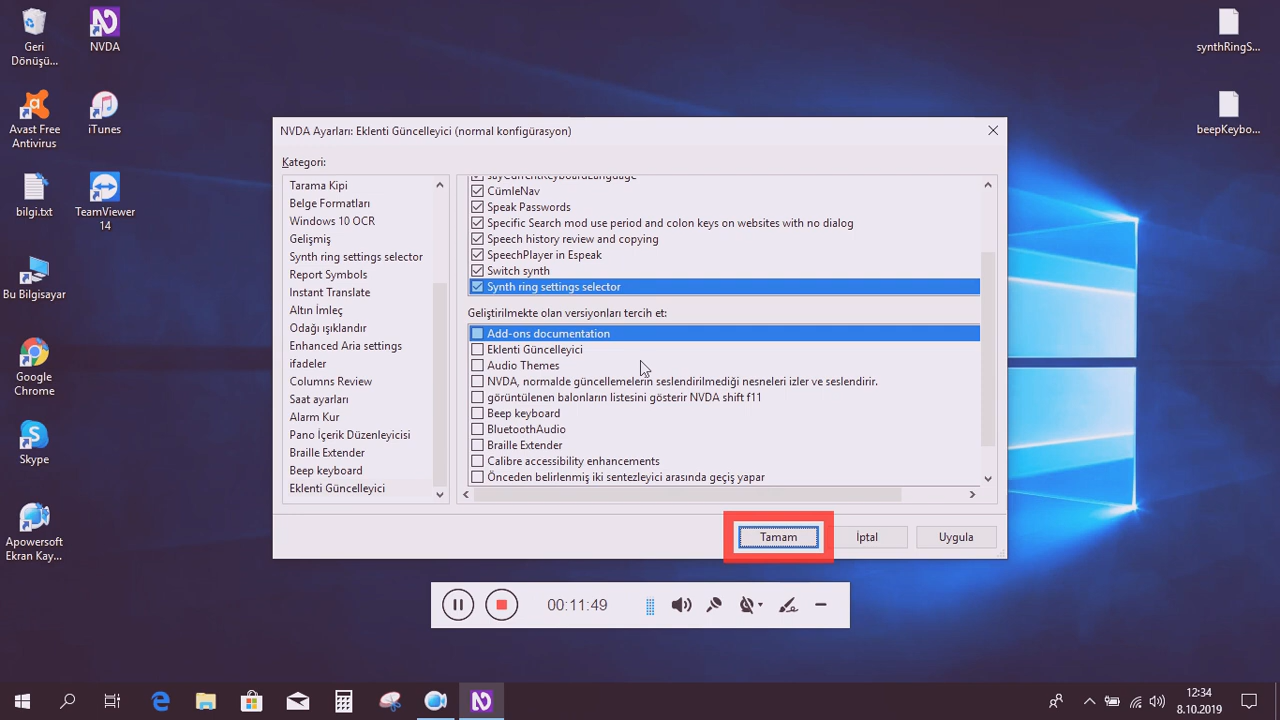 Geri
Dönüşü...
NVDA
Avast Free
Antivirus
iTunes
bilgi.txt
TeamViewer
14
Bu Bilgisayar
Google
Chrome
Skype
Apowersoft
Ekran Kay...
synthRingS...
beepKeybo...
NVDA Ayarları: Eklenti Güncelleyici (normal konfigürasyon)
Kategori:
Tarama Kipi
Belge Formatları
Windows 10 OCR
Gelişmiş
Synth ring settings selector
Report Symbols
Instant Translate
Altın İmleç
Odağı ışıklandır
Enhanced Aria settings
ifadeler
Columns Review
Saat ayarları
Alarm Kur
Pano İçerik Düzenleyicisi
Braille Extender
Beep keyboard
Eklenti Güncelleyici
sayCurrentKeyboardLanguage
CümleNav
Speak Passwords
Specific Search mod use period and colon keys on websites with no dialog
Speech history review and copying
SpeechPlayer in Espeak
Switch synth
Synth ring settings selector
Geliştirilmekte olan versiyonları tercih et:
Add-ons documentation
Eklenti Güncelleyici
Audio Themes
NVDA, normalde güncellemelerin seslendirilmediği nesneleri izler ve seslendirir.
görüntülenen balonların listesini gösterir NVDA shift f11
Beep keyboard
BluetoothAudio
Braille Extender
Calibre accessibility enhancements
Önceden belirlenmiş iki sentezleyici arasında geçiş yapar
Tamam
İptal
Uygula
00:11:49
12:34
8.10.2019